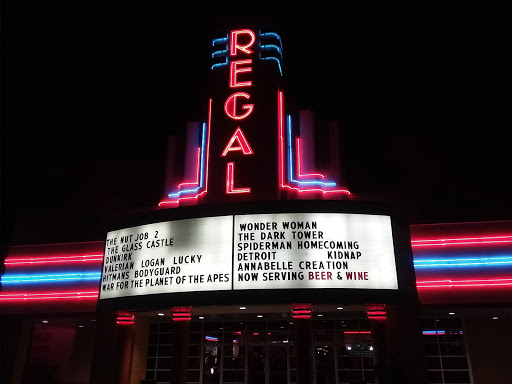 REGAL
THE NUT JOB 2
THE GLASS CASTLE
DUNKIRK
VALERIAN LOGAN LUCKY
HITMANS BODYGUARD
WAR FOR THE PLANET OF THE APES
WONDER WOMAN
THE DARK TOWER
SPIDERMAN HOMECOMING
DETROIT KIDNAP
ANNABELLE CREATION
NOW SERVING BEER & WINE